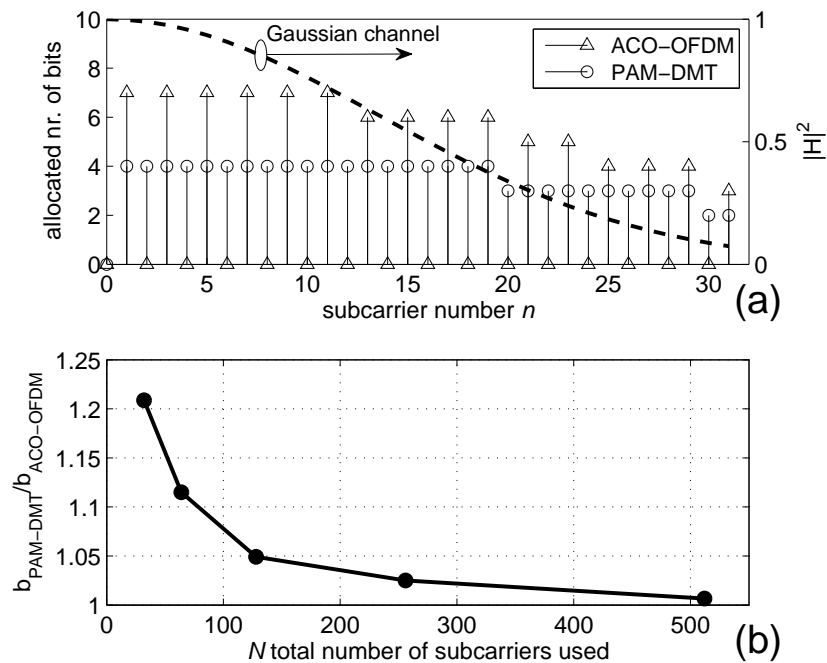 10
8
6
4
2
0
allocated nr. of bits
Gaussian channel
ACO−OFDM
PAM−DMT
1
0.5
0
|H|²
0 5 10 15 20 25 30
subcarrier number n
(a)
1.25
1.2
1.15
1.1
1.05
1
b_PAM−DMT/b_ACO−OFDM
0 100 200 300 400 500
N total number of subcarriers used
(b)